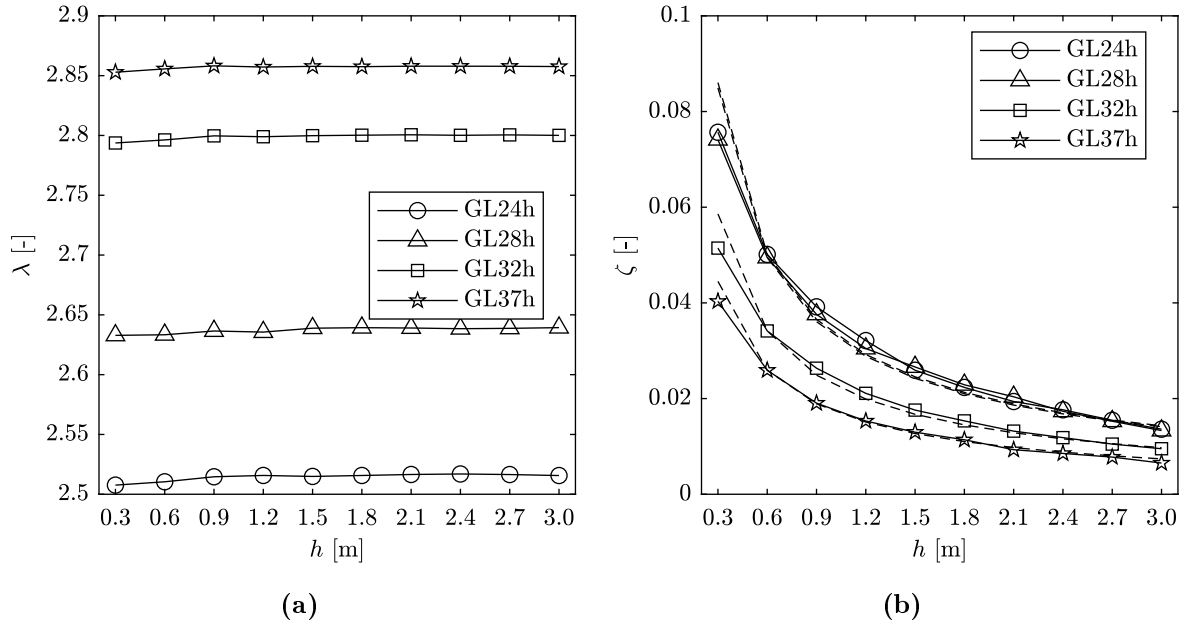 2.9
2.85
2.8
2.75
2.7
2.65
2.6
2.55
2.5
λ [-]
GL24h
GL28h
GL32h
GL37h
0.3 0.6 0.9 1.2 1.5 1.8 2.1 2.4 2.7 3.0
h [m]
(a)
0.1
0.08
0.06
0.04
0.02
0
ζ [-]
GL24h
GL28h
GL32h
GL37h
0.3 0.6 0.9 1.2 1.5 1.8 2.1 2.4 2.7 3.0
h [m]
(b)